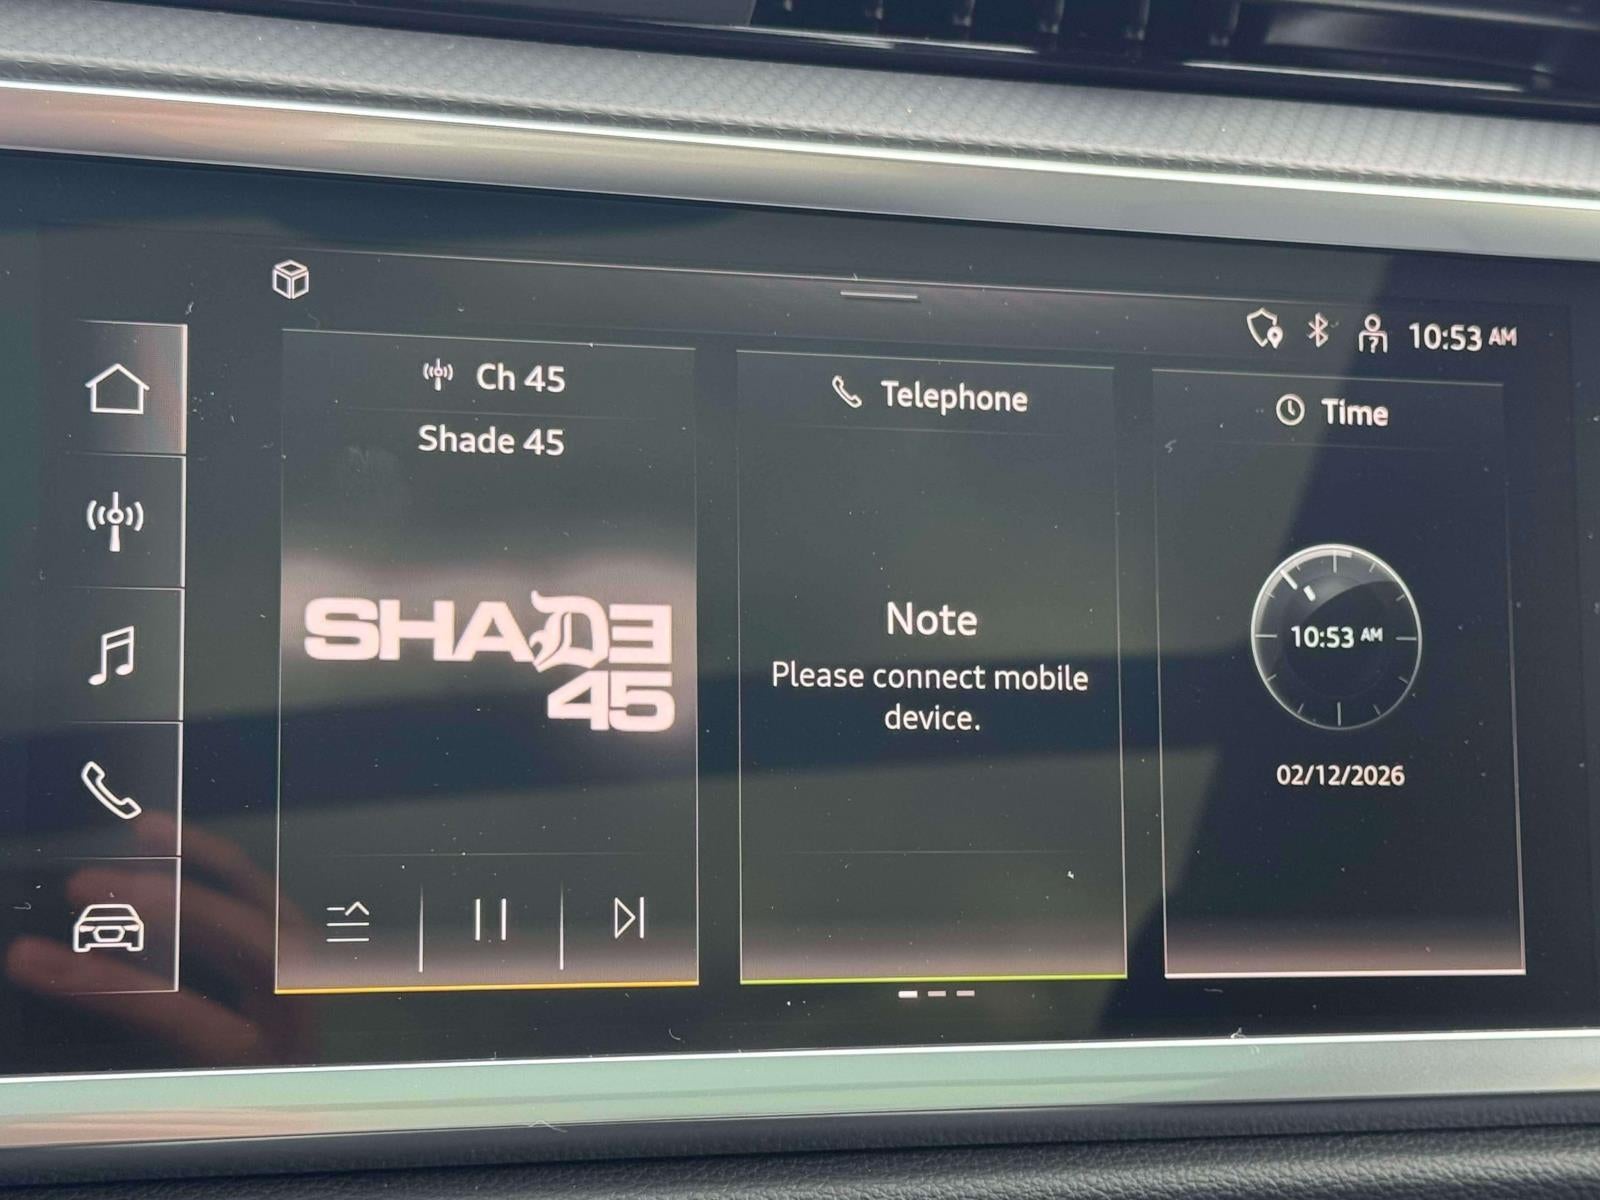 10:53 AM
Ch 45
Shade 45
SHADE
45
Telephone
Note
Please connect mobile
device.
Time
10:53 AM
02/12/2026